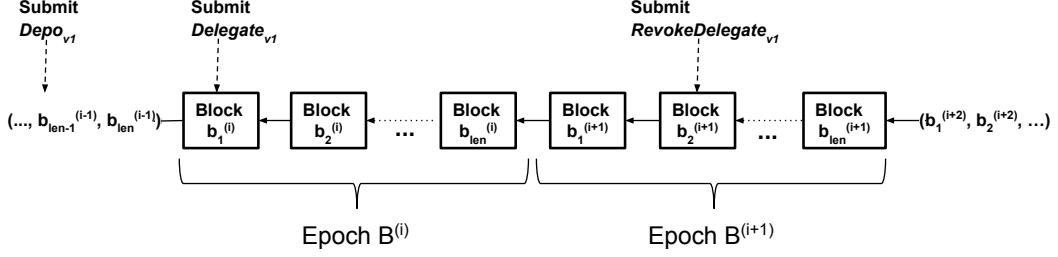 Submit
Depo_v1
Submit
Delegate_v1
Submit
RevokeDelegate_v1
(..., b_len-1^(i-1), b_len^(i-1))
Block
b_1^(i)
Block
b_2^(i)
...
Block
b_len^(i)
Block
b_1^(i+1)
Block
b_2^(i+1)
...
Block
b_len^(i+1)
(b_1^(i+2), b_2^(i+2), ...)
Epoch B^(i)
Epoch B^(i+1)